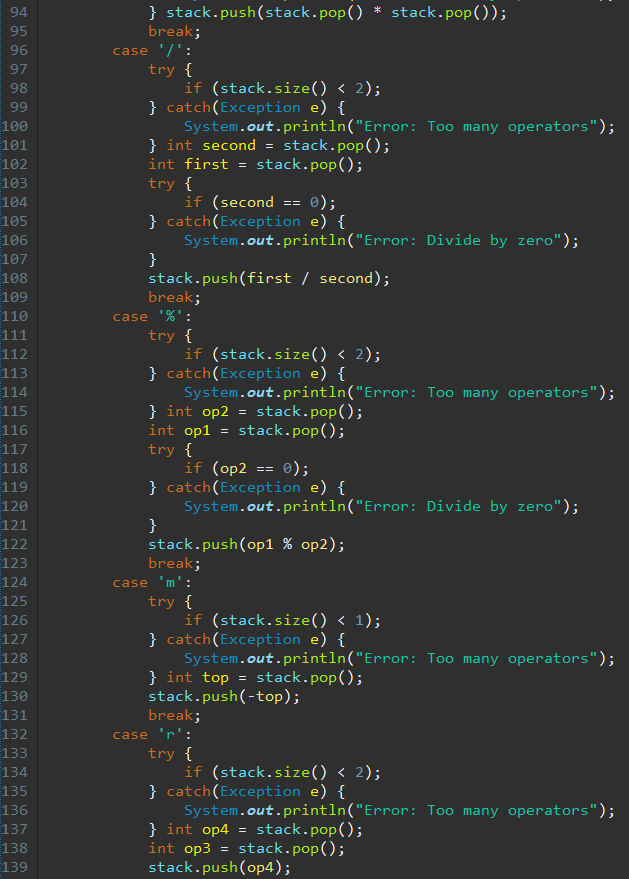 94 } stack.push(stack.pop() * stack.pop());
95 break;
96 case '/':
97 try {
98 if (stack.size() < 2);
99 } catch(Exception e) {
100 System.out.println("Error: Too many operators");
101 } int second = stack.pop();
102 int first = stack.pop();
103 try {
104 if (second == 0);
105 } catch(Exception e) {
106 System.out.println("Error: Divide by zero");
107 }
108 stack.push(first / second);
109 break;
110 case '%':
111 try {
112 if (stack.size() < 2);
113 } catch(Exception e) {
114 System.out.println("Error: Too many operators");
115 } int op2 = stack.pop();
116 int op1 = stack.pop();
117 try {
118 if (op2 == 0);
119 } catch(Exception e) {
120 System.out.println("Error: Divide by zero");
121 }
122 stack.push(op1 % op2);
123 break;
124 case 'm':
125 try {
126 if (stack.size() < 1);
127 } catch(Exception e) {
128 System.out.println("Error: Too many operators");
129 } int top = stack.pop();
130 stack.push(-top);
131 break;
132 case 'r':
133 try {
134 if (stack.size() < 2);
135 } catch(Exception e) {
136 System.out.println("Error: Too many operators");
137 } int op4 = stack.pop();
138 int op3 = stack.pop();
139 stack.push(op4);